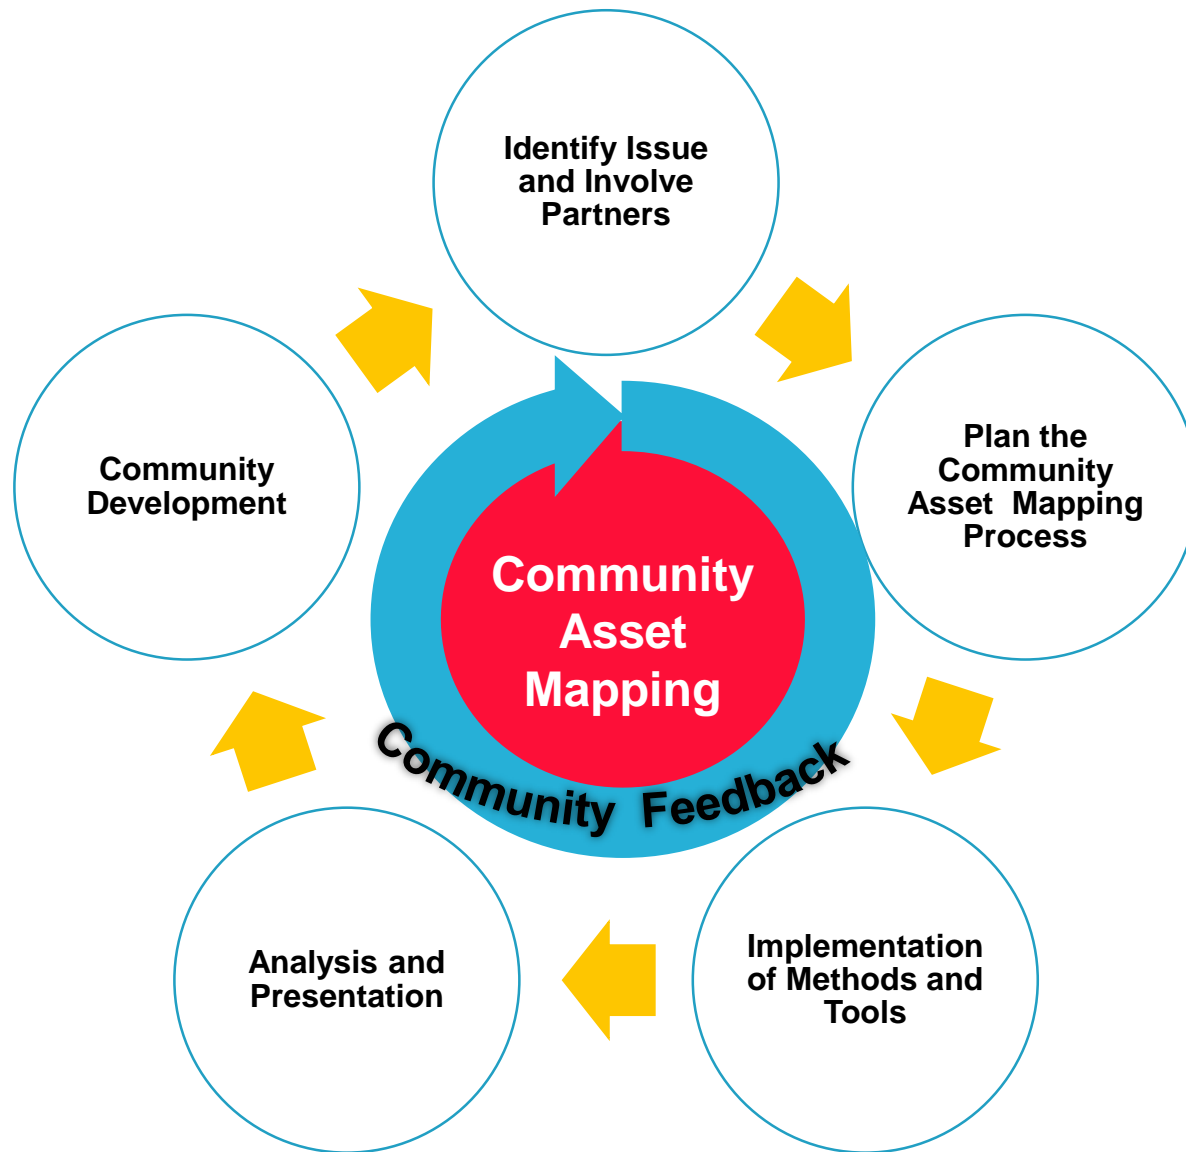 Identify Issue
and Involve
Partners
Plan the
Community
Asset Mapping
Process
Implementation
of Methods and
Tools
Analysis and
Presentation
Community
Development
Community
Asset
Mapping
Community Feedback